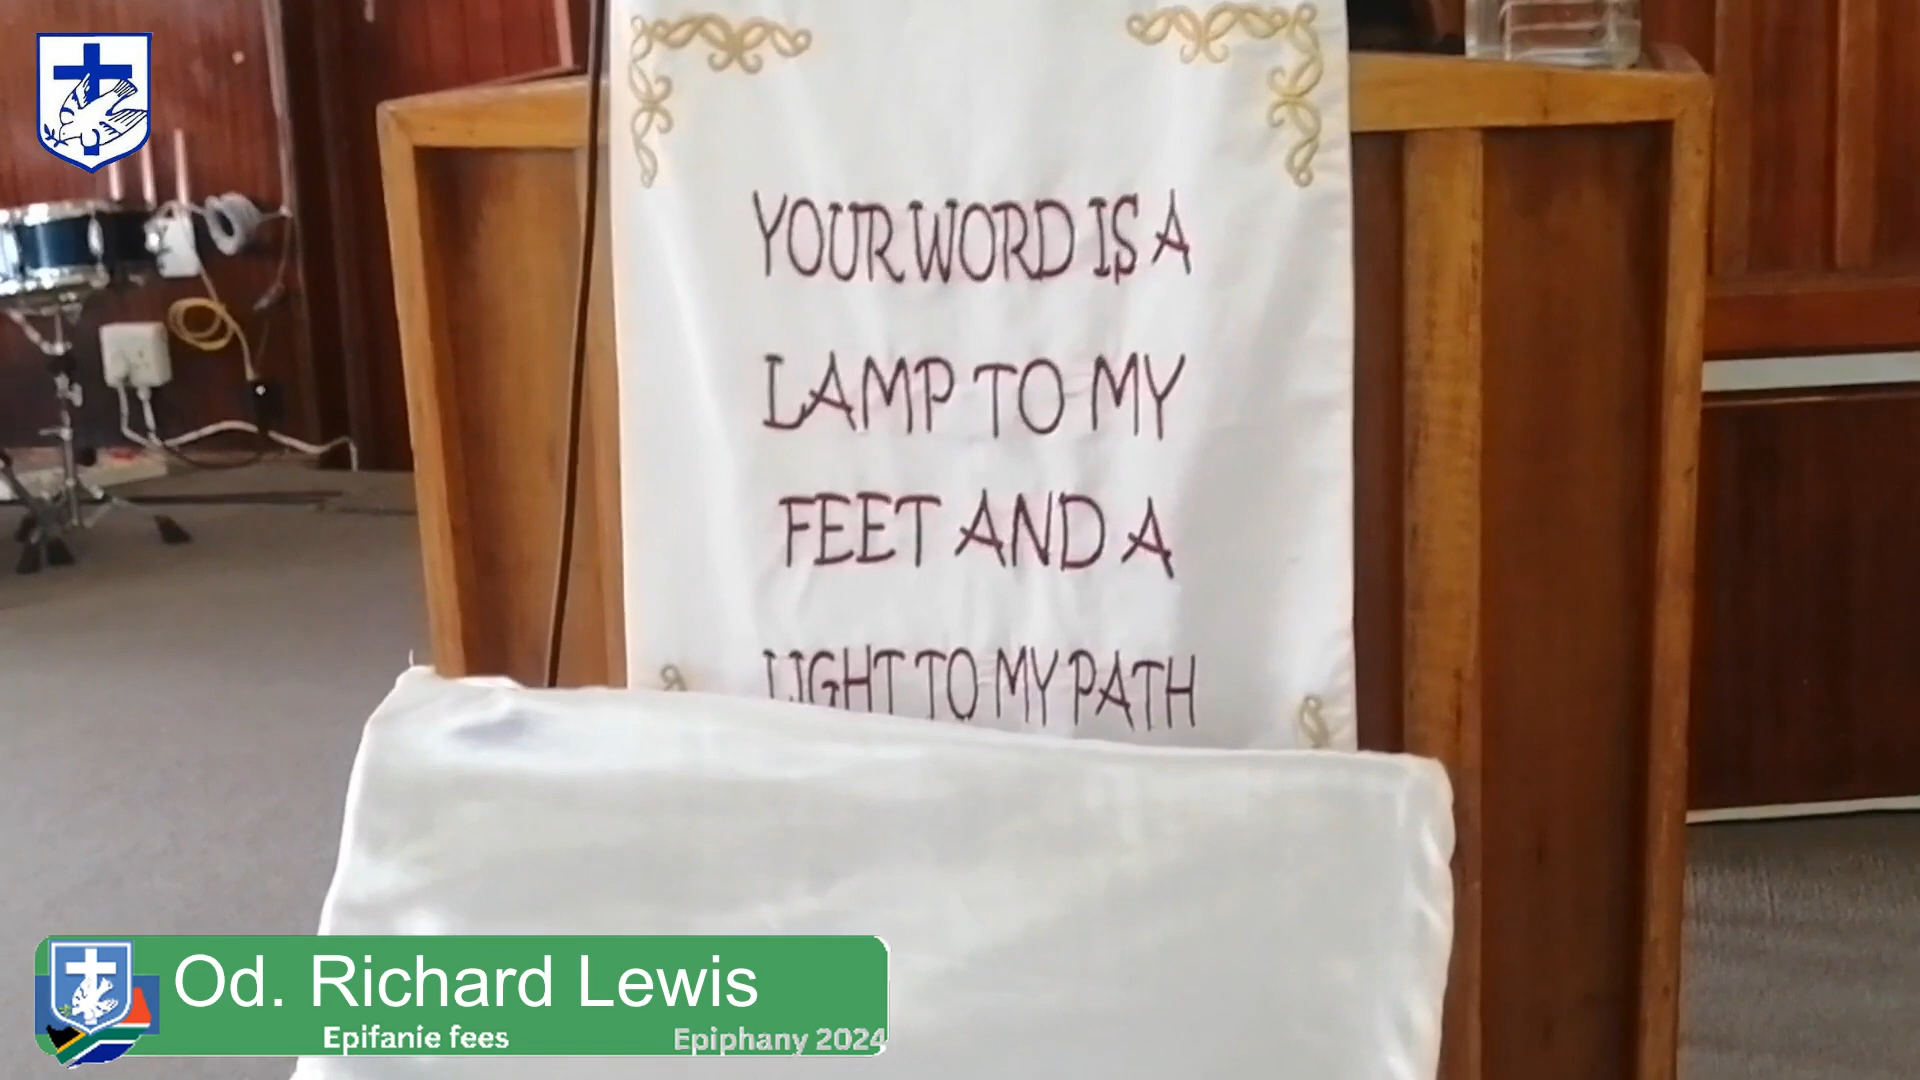 YOUR WORD IS A
LAMP TO MY
FEET AND A
LIGHT TO MY PATH
Od. Richard Lewis
Epifanie fees Epiphany 2024